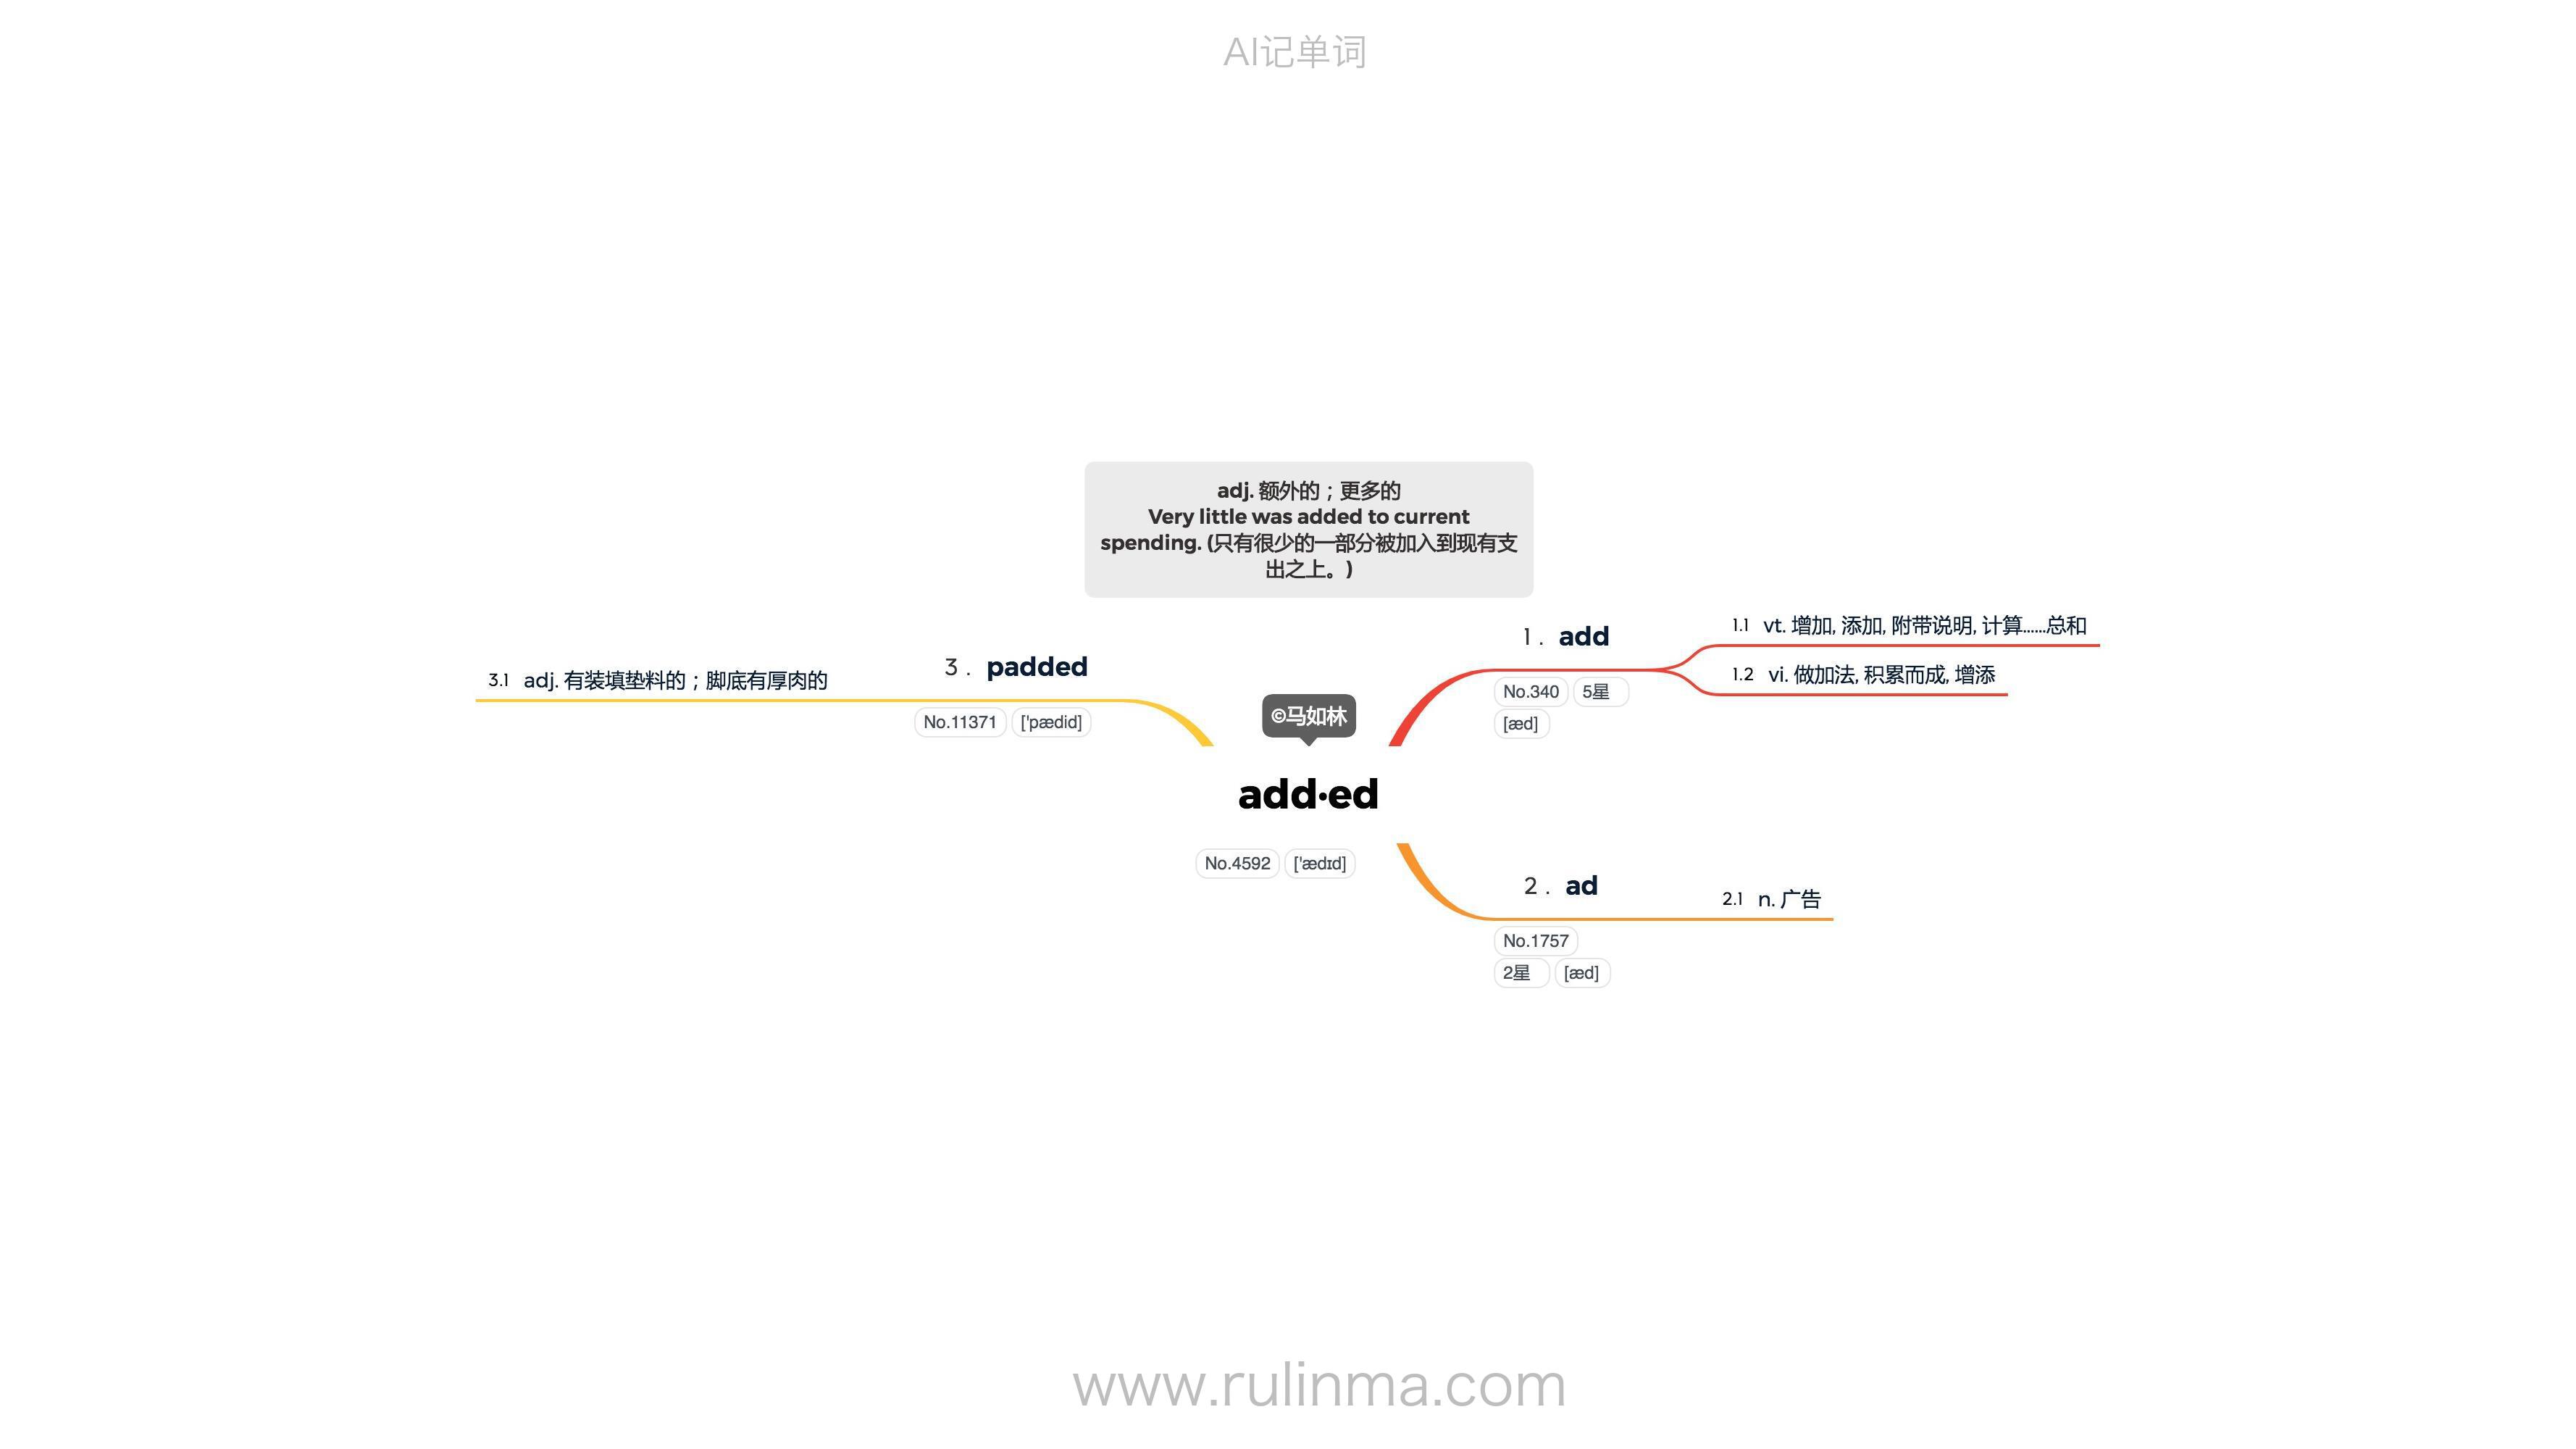 AI记单词
adj. 额外的；更多的
Very little was added to current
spending. (只有很少的一部分被加入到现有支
出之上。)
1. add
No.340 5星
[æd]
1.1 vt. 增加, 添加, 附带说明, 计算……总和
1.2 vi. 做加法, 积累而成, 增添
3. padded
No.11371 ['pædid]
3.1 adj. 有装填垫料的；脚底有厚肉的
©马如林
add·ed
No.4592 ['ædɪd]
2. ad
No.1757
2星 [æd]
2.1 n. 广告
www.rulinma.com